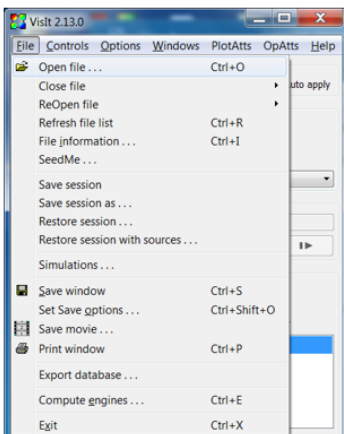 VisIt 2.13.0
File Controls Options Windows PlotAtts OpAtts Help
Open file . . . Ctrl+O
Close file
uto apply
ReOpen file
Refresh file list Ctrl+R
File information . . . Ctrl+I
SeedMe . . .
Save session
Save session as . . .
Restore session . . .
Restore session with sources . . .
Simulations . . .
Save window Ctrl+S
Set Save options . . . Ctrl+Shift+O
Save movie . . .
Print window Ctrl+P
Export database . . .
Compute engines . . . Ctrl+E
Exit Ctrl+X